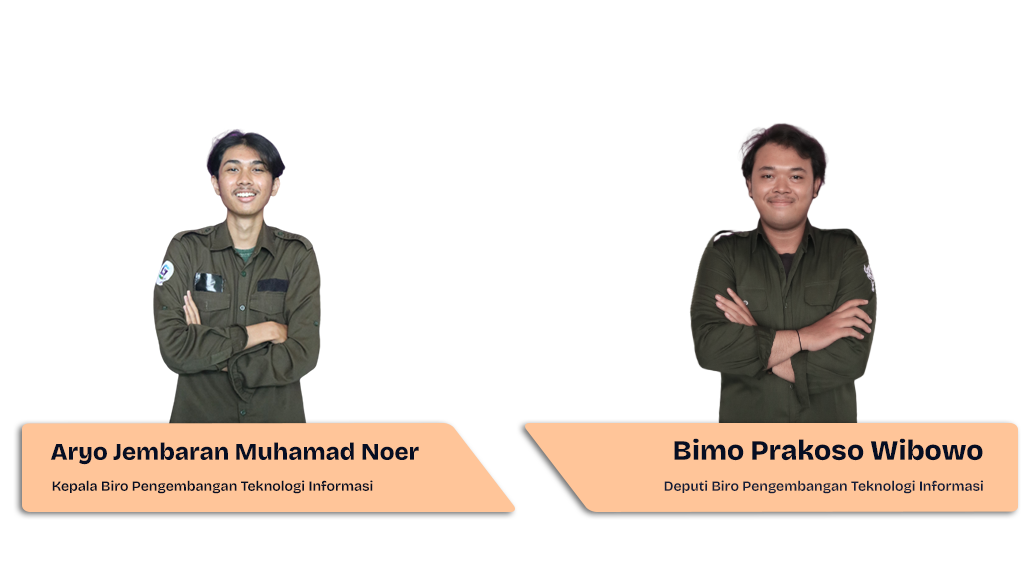 Aryo Jembaran Muhamad Noer
Kepala Biro Pengembangan Teknologi Informasi
Bimo Prakoso Wibowo
Deputi Biro Pengembangan Teknologi Informasi